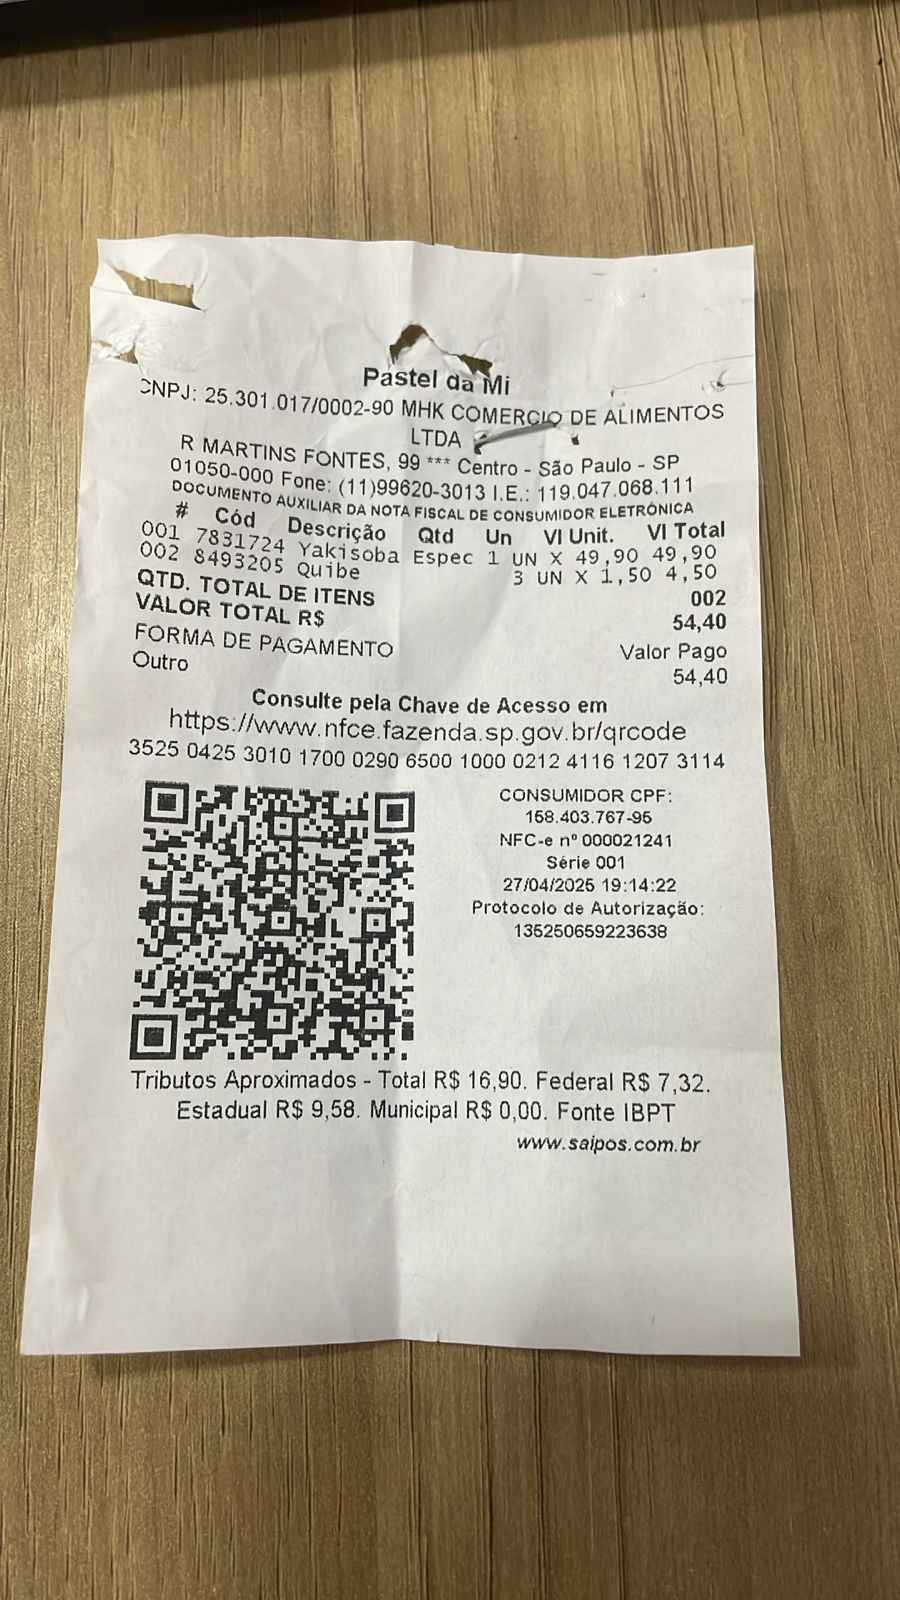 Pastel da Mi
CNPJ: 25.301.017/0002-90 MHK COMERCIO DE ALIMENTOS
LTDA
R MARTINS FONTES, 99 *** Centro - São Paulo - SP
01050-000 Fone: (11)99620-3013 I.E.: 119.047.068.111
DOCUMENTO AUXILIAR DA NOTA FISCAL DE CONSUMIDOR ELETRÔNICA
# Cód Descrição Qtd Un Vl Unit. Vl Total
001 7831724 Yakisoba Espec 1 UN X 49,90 49,90
002 8493205 Quibe 3 UN X 1,50 4,50
QTD. TOTAL DE ITENS 002
VALOR TOTAL R$ 54,40
FORMA DE PAGAMENTO Valor Pago
Outro 54,40
Consulte pela Chave de Acesso em
https://www.nfce.fazenda.sp.gov.br/qrcode
3525 0425 3010 1700 0290 6500 1000 0212 4116 1207 3114
CONSUMIDOR CPF:
158.403.767-95
NFC-e nº 000021241
Série 001
27/04/2025 19:14:22
Protocolo de Autorização:
135250659223638
Tributos Aproximados - Total R$ 16,90. Federal R$ 7,32.
Estadual R$ 9,58. Municipal R$ 0,00. Fonte IBPT
www.saipos.com.br